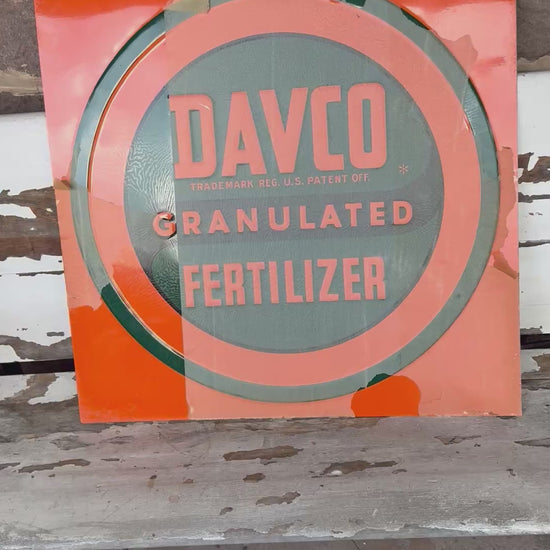 DAVCO
TRADEMARK REG. U.S. PATENT OFF. *
GRANULATED
FERTILIZER